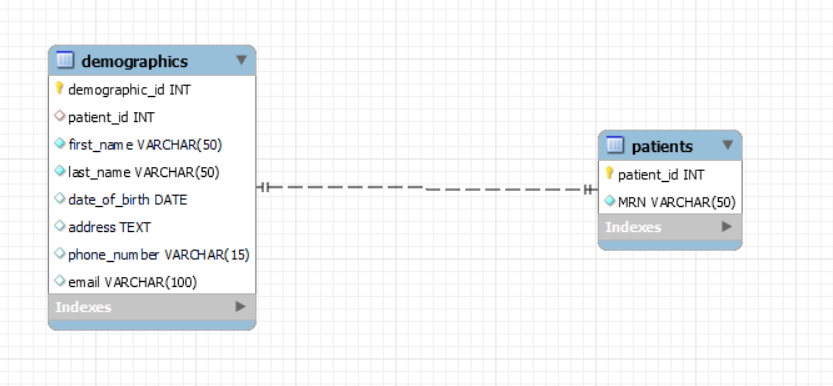 demographics
demographic_id INT
patient_id INT
first_name VARCHAR(50)
last_name VARCHAR(50)
date_of_birth DATE
address TEXT
phone_number VARCHAR(15)
email VARCHAR(100)
Indexes
patients
patient_id INT
MRN VARCHAR(50)
Indexes